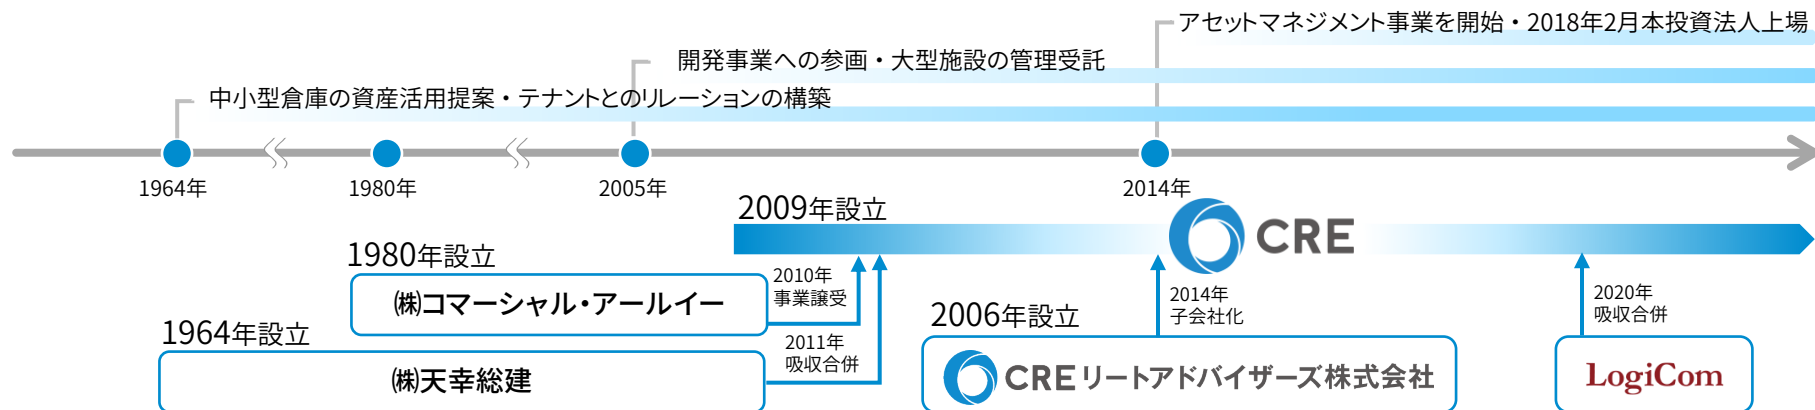 アセットマネジメント事業を開始・2018年2月本投資法人上場
開発事業への参画・大型施設の管理受託
中小型倉庫の資産活用提案・テナントとのリレーションの構築
1964年
1980年
2005年
2014年
2009年設立
CRE
1980年設立
㈱コマーシャル・アールイー
2010年
事業譲受
1964年設立
㈱天幸総建
2011年
吸収合併
2006年設立
CREリートアドバイザーズ株式会社
2014年
子会社化
2020年
吸収合併
LogiCom